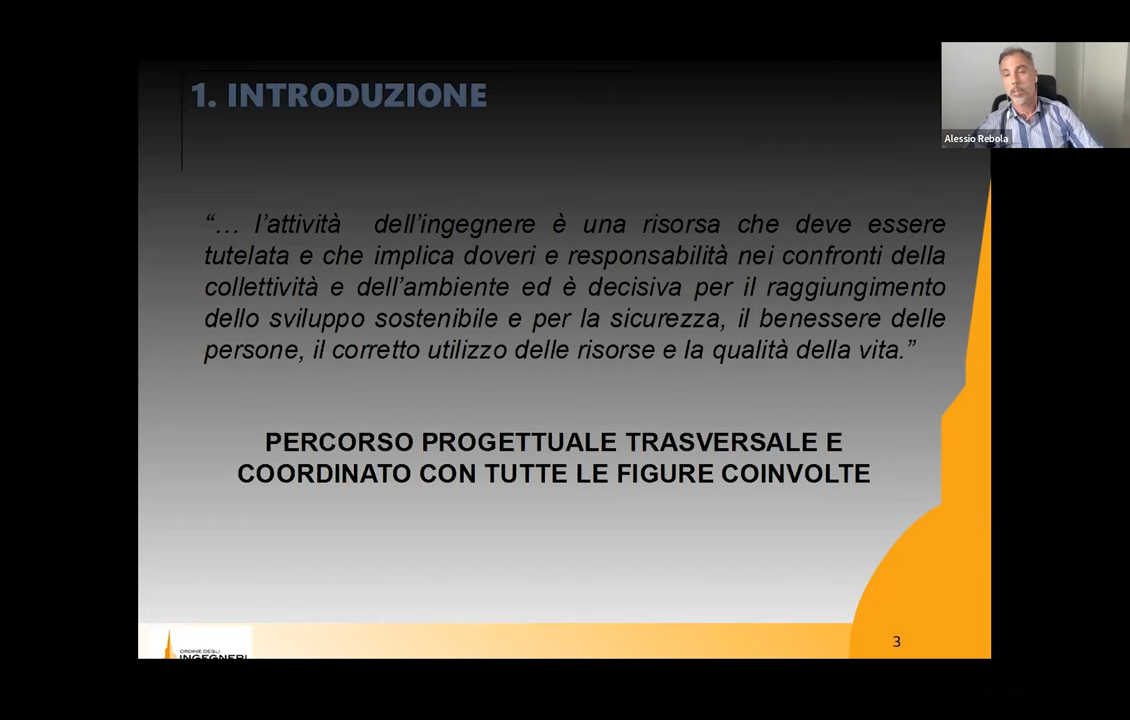 1. INTRODUZIONE
Alessio Rebola
“… l’attività dell’ingegnere è una risorsa che deve essere
tutelata e che implica doveri e responsabilità nei confronti della
collettività e dell’ambiente ed è decisiva per il raggiungimento
dello sviluppo sostenibile e per la sicurezza, il benessere delle
persone, il corretto utilizzo delle risorse e la qualità della vita.”
PERCORSO PROGETTUALE TRASVERSALE E
COORDINATO CON TUTTE LE FIGURE COINVOLTE
ORDINE DEGLI
INGEGNERI
3